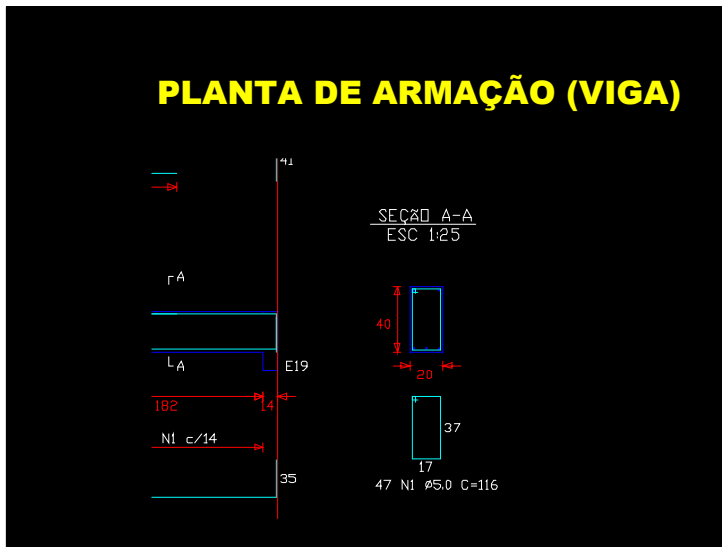 PLANTA DE ARMAÇÃO (VIGA)
41
SEÇÃO A-A
ESC 1:25
A
40
A
E19
20
182
14
N1 c/14
37
17
35
47 N1 ø5.0 C=116